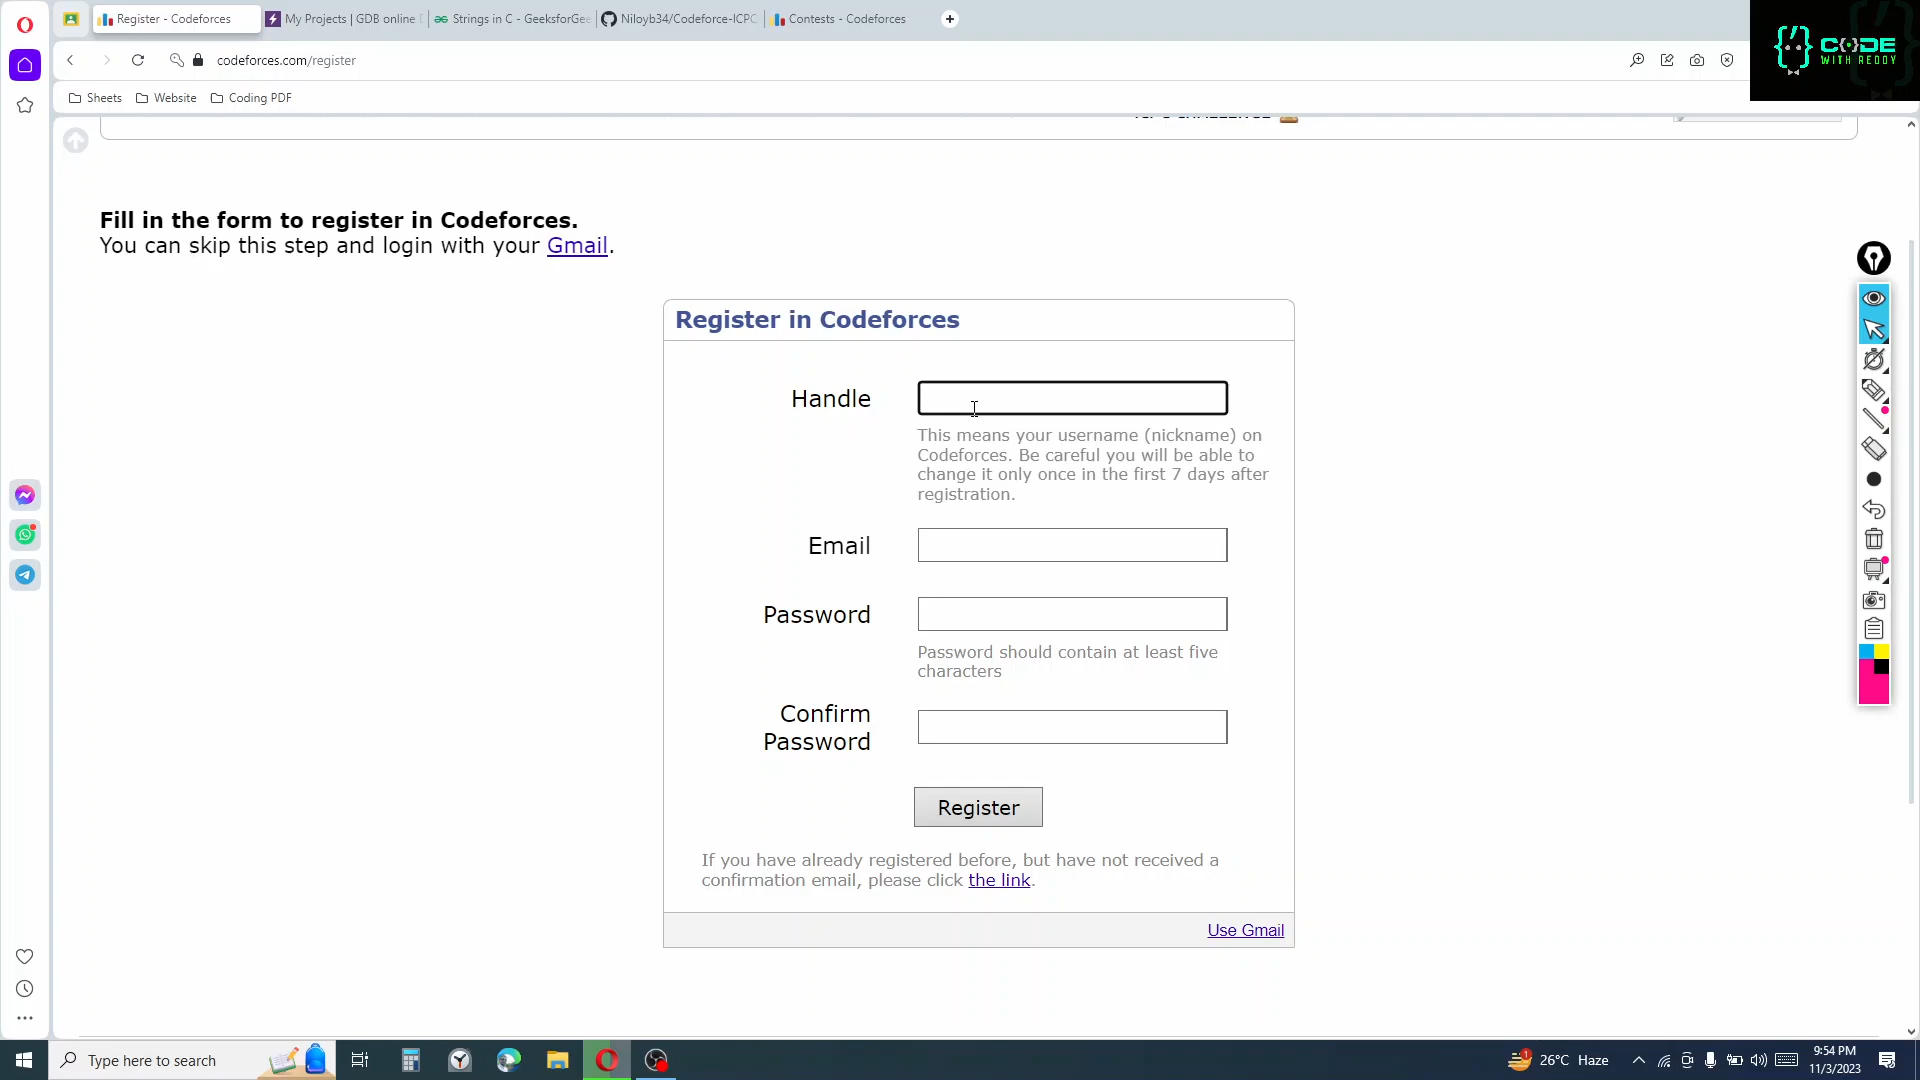 Register - Codeforces
My Projects | GDB online
Strings in C - GeeksforGee
Niloyb34/Codeforce-ICPC
Contests - Codeforces
codeforces.com/register
Sheets
Website
Coding PDF
CODE
WITH REDDY
Fill in the form to register in Codeforces.
You can skip this step and login with your Gmail.
Register in Codeforces
Handle
This means your username (nickname) on
Codeforces. Be careful you will be able to
change it only once in the first 7 days after
registration.
Email
Password
Password should contain at least five
characters
Confirm
Password
Register
If you have already registered before, but have not received a
confirmation email, please click the link.
Use Gmail
Type here to search
1
26°C Haze
9:54 PM
11/3/2023